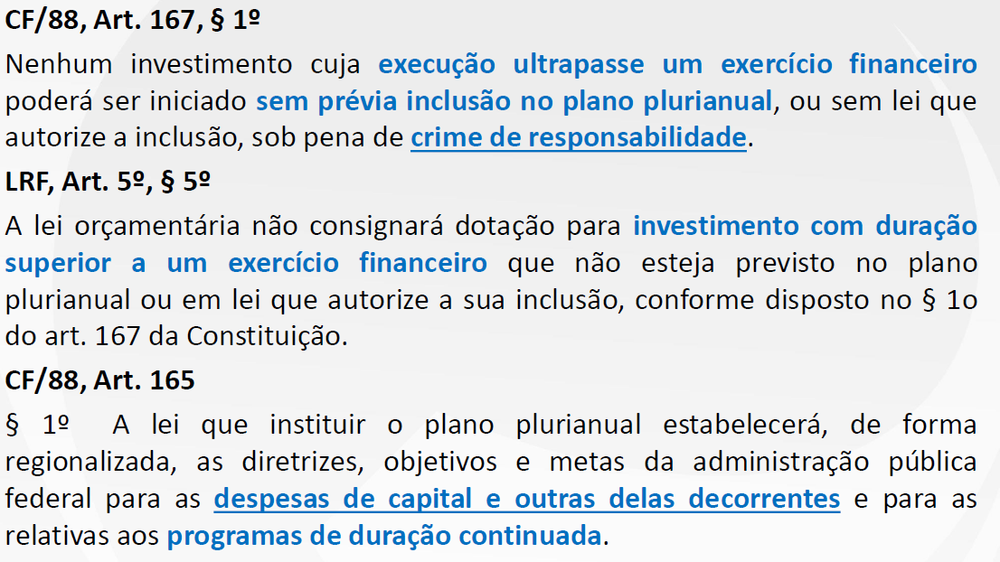 CF/88, Art. 167, § 1º
Nenhum investimento cuja execução ultrapasse um exercício financeiro
poderá ser iniciado sem prévia inclusão no plano plurianual, ou sem lei que
autorize a inclusão, sob pena de crime de responsabilidade.
LRF, Art. 5º, § 5º
A lei orçamentária não consignará dotação para investimento com duração
superior a um exercício financeiro que não esteja previsto no plano
plurianual ou em lei que autorize a sua inclusão, conforme disposto no § 1o
do art. 167 da Constituição.
CF/88, Art. 165
§ 1º A lei que instituir o plano plurianual estabelecerá, de forma
regionalizada, as diretrizes, objetivos e metas da administração pública
federal para as despesas de capital e outras delas decorrentes e para as
relativas aos programas de duração continuada.